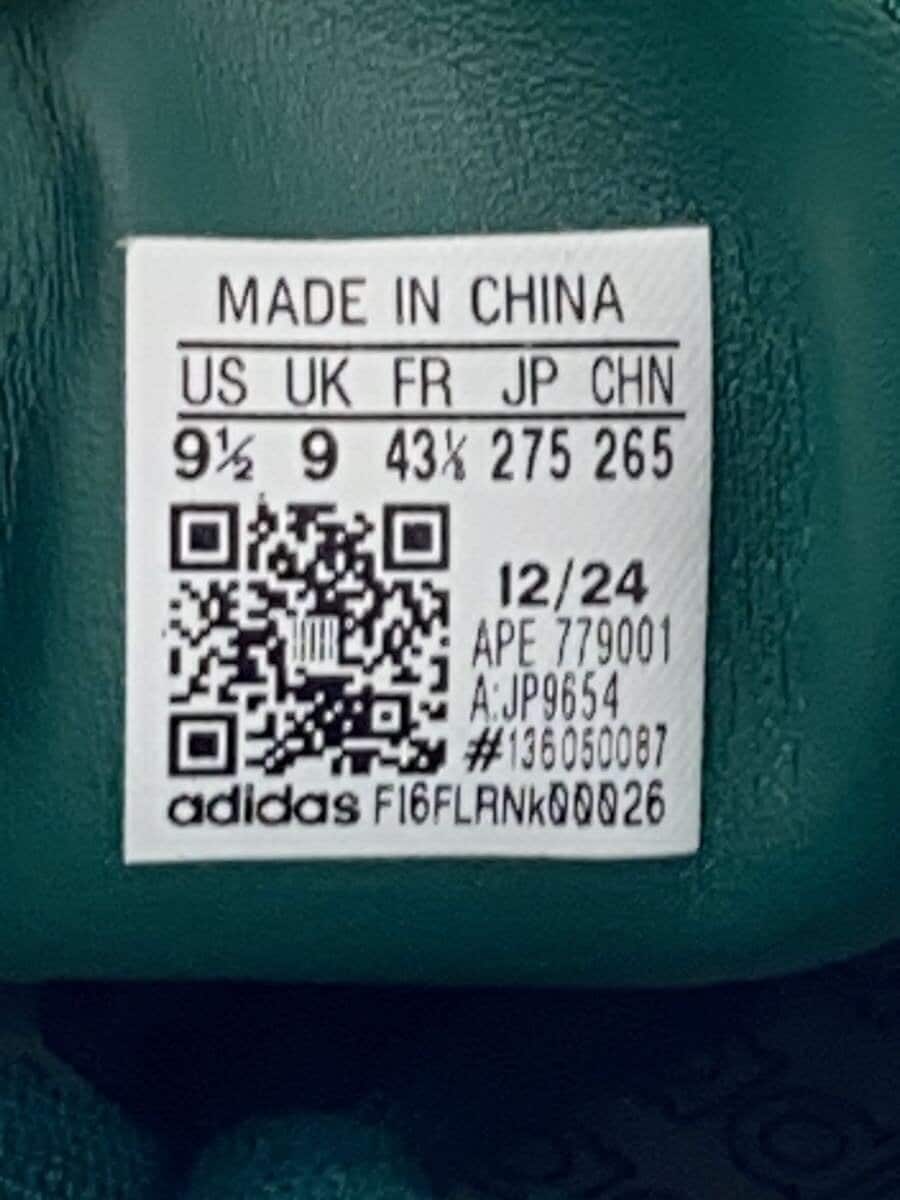 MADE IN CHINA
US UK FR JP CHN
9½ 9 43⅓ 275 265
12/24
APE 779001
A:JP9654
#136050087
adidas FI6FLRNk00026